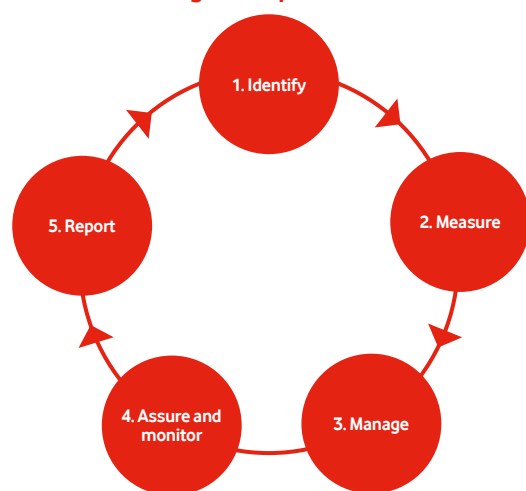 1. Identify
5. Report
2. Measure
4. Assure and
monitor
3. Manage